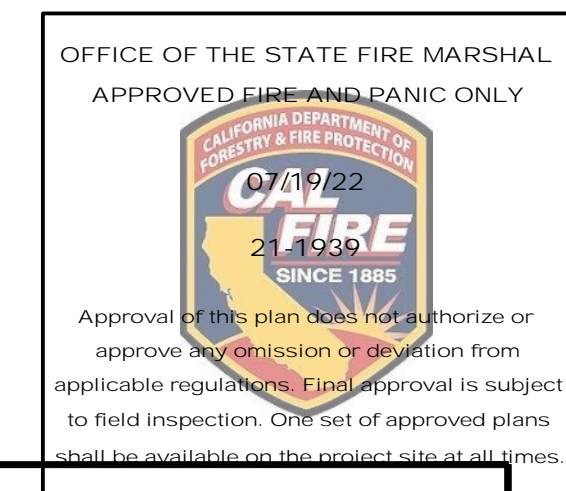 OFFICE OF THE STATE FIRE MARSHAL
APPROVED FIRE AND PANIC ONLY
CALIFORNIA DEPARTMENT OF
FORESTRY & FIRE PROTECTION
07/19/22
CAL
21-1939
FIRE
SINCE 1885
Approval of this plan does not authorize or
approve any omission or deviation from
applicable regulations. Final approval is subject
to field inspection. One set of approved plans
shall be available on the project site at all times.